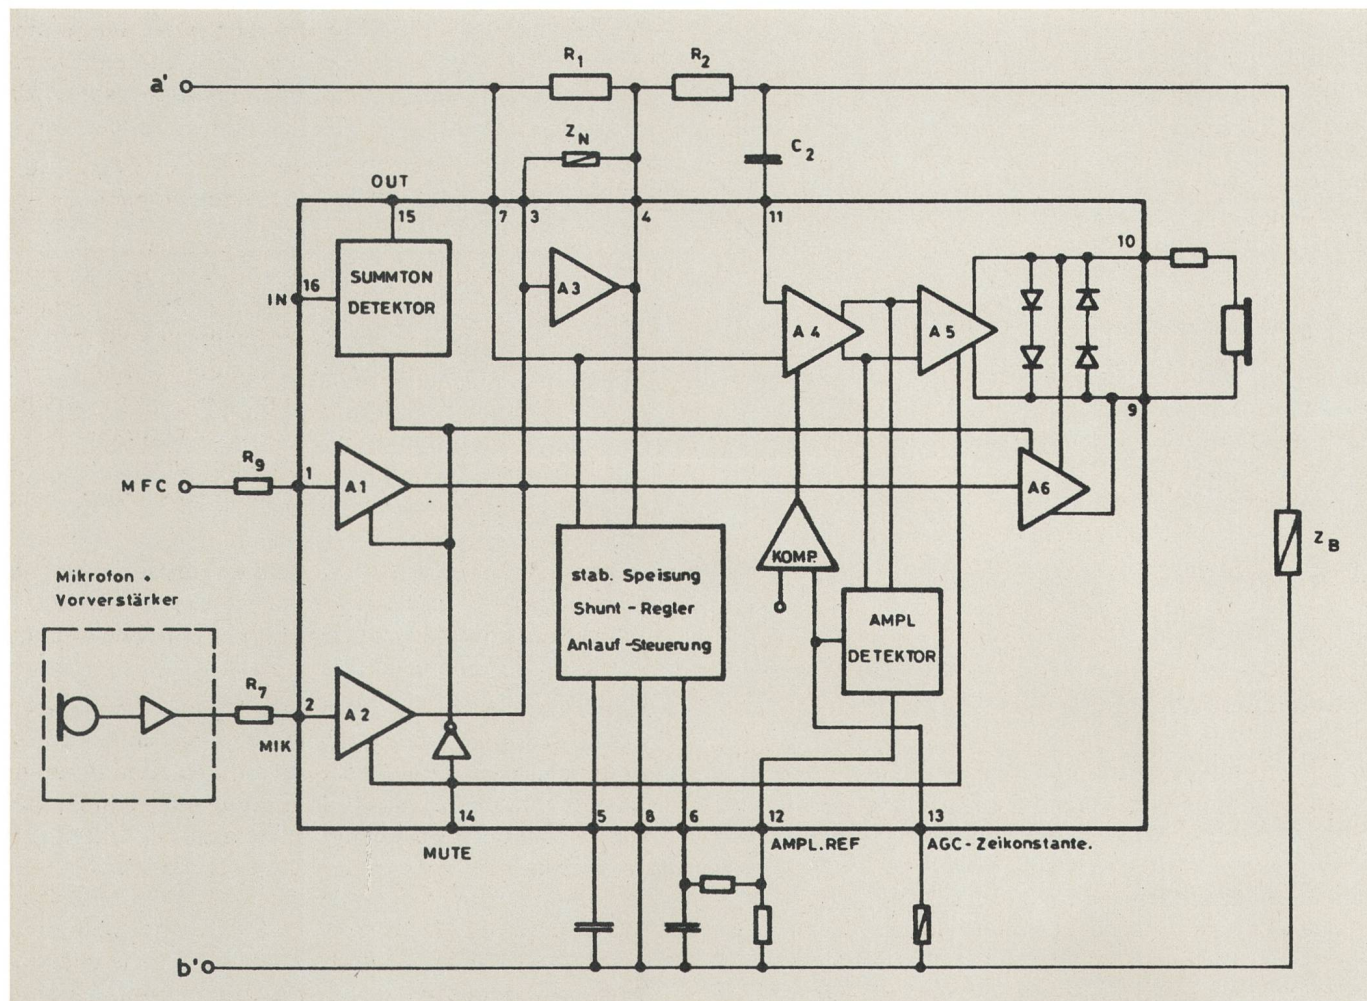 R1
R2
a'
ZN
C2
OUT
15
7
3
4
11
10
SUMMTON
DETEKTOR
16
IN
A3
A4
A5
9
R9
1
MFC
A1
A6
ZB
KOMP.
Mikrofon +
Vorverstärker
stab. Speisung
Shunt - Regler
Anlauf - Steuerung
AMPL
DETEKTOR
R7
2
A2
MIK
14
5
8
6
12
13
MUTE
AMPL. REF
AGC - Zeikonstante.
b'